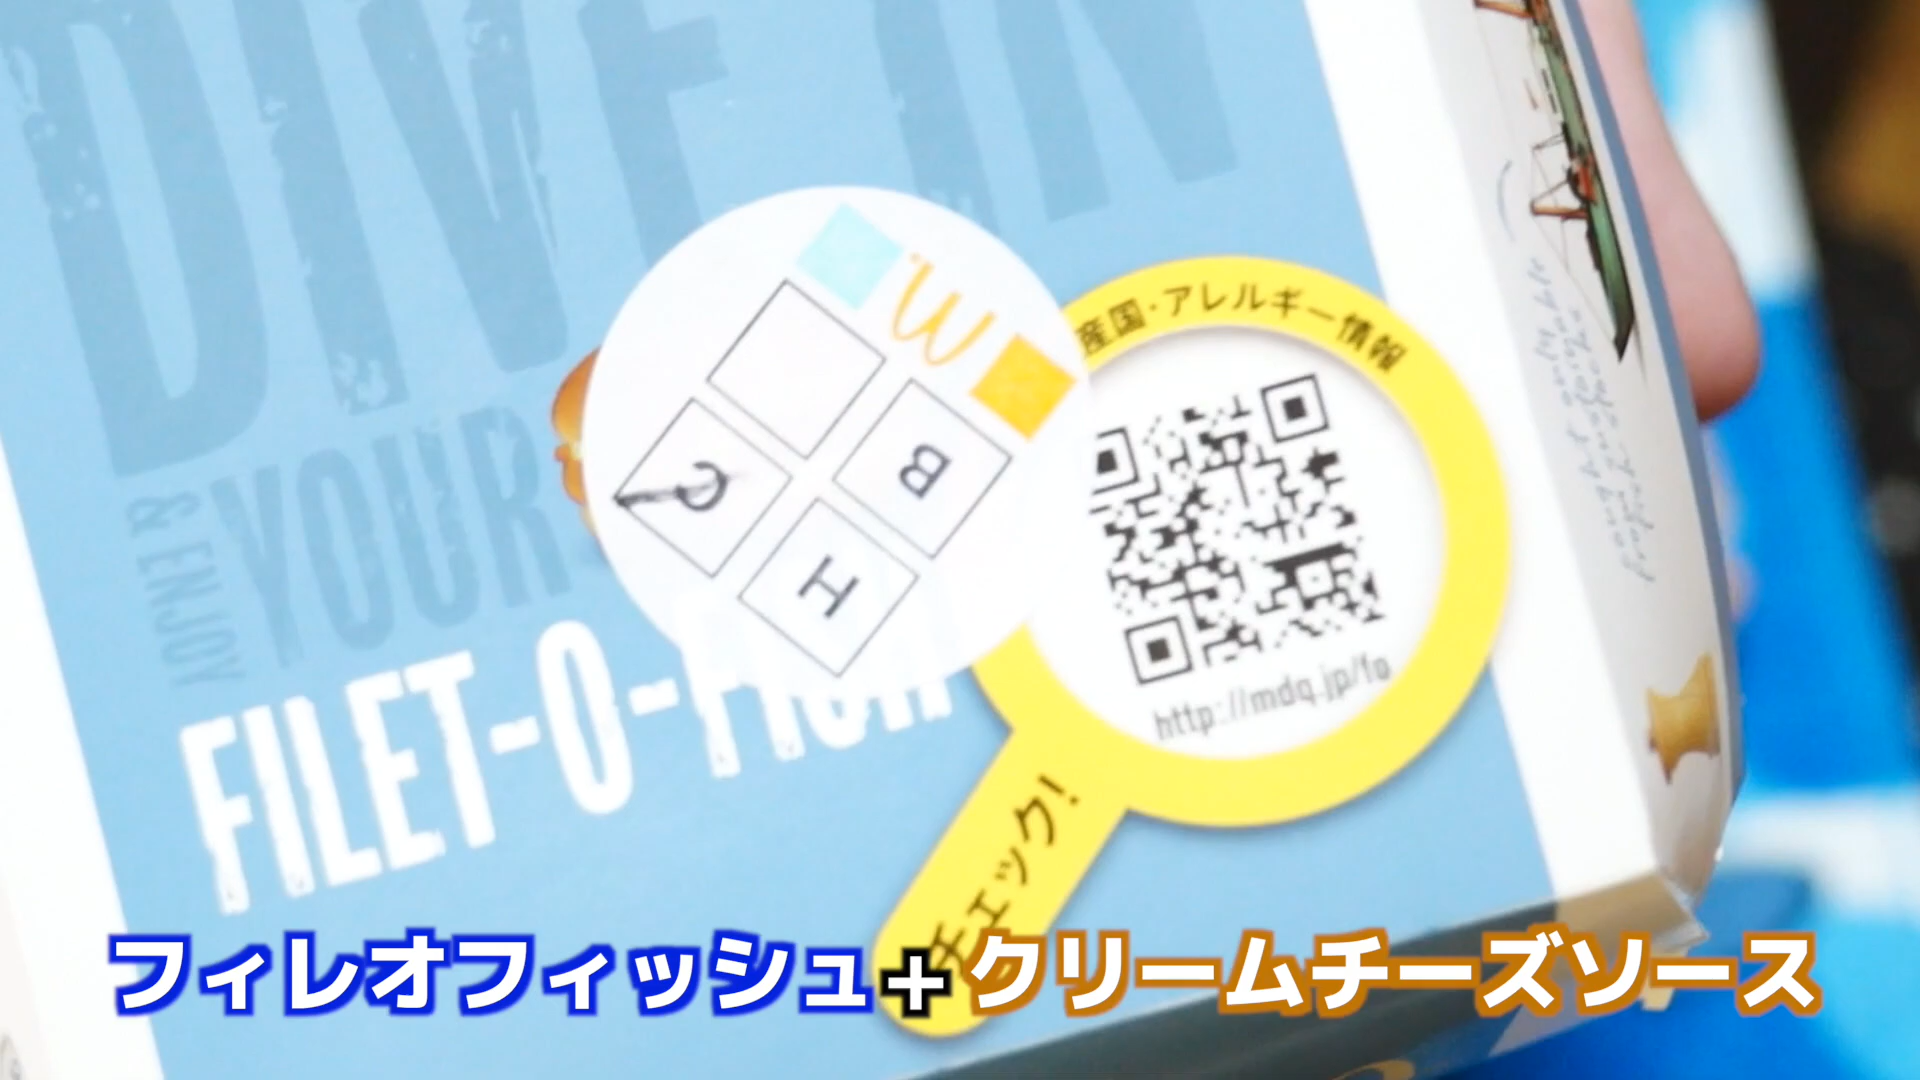 DIVE IN
& ENJOY
YOUR
FILET-O-FISH
W
B
H
産国・アレルギー情報
http://mdq.jp/fo
チェック!
フィレオフィッシュ+クリームチーズソース